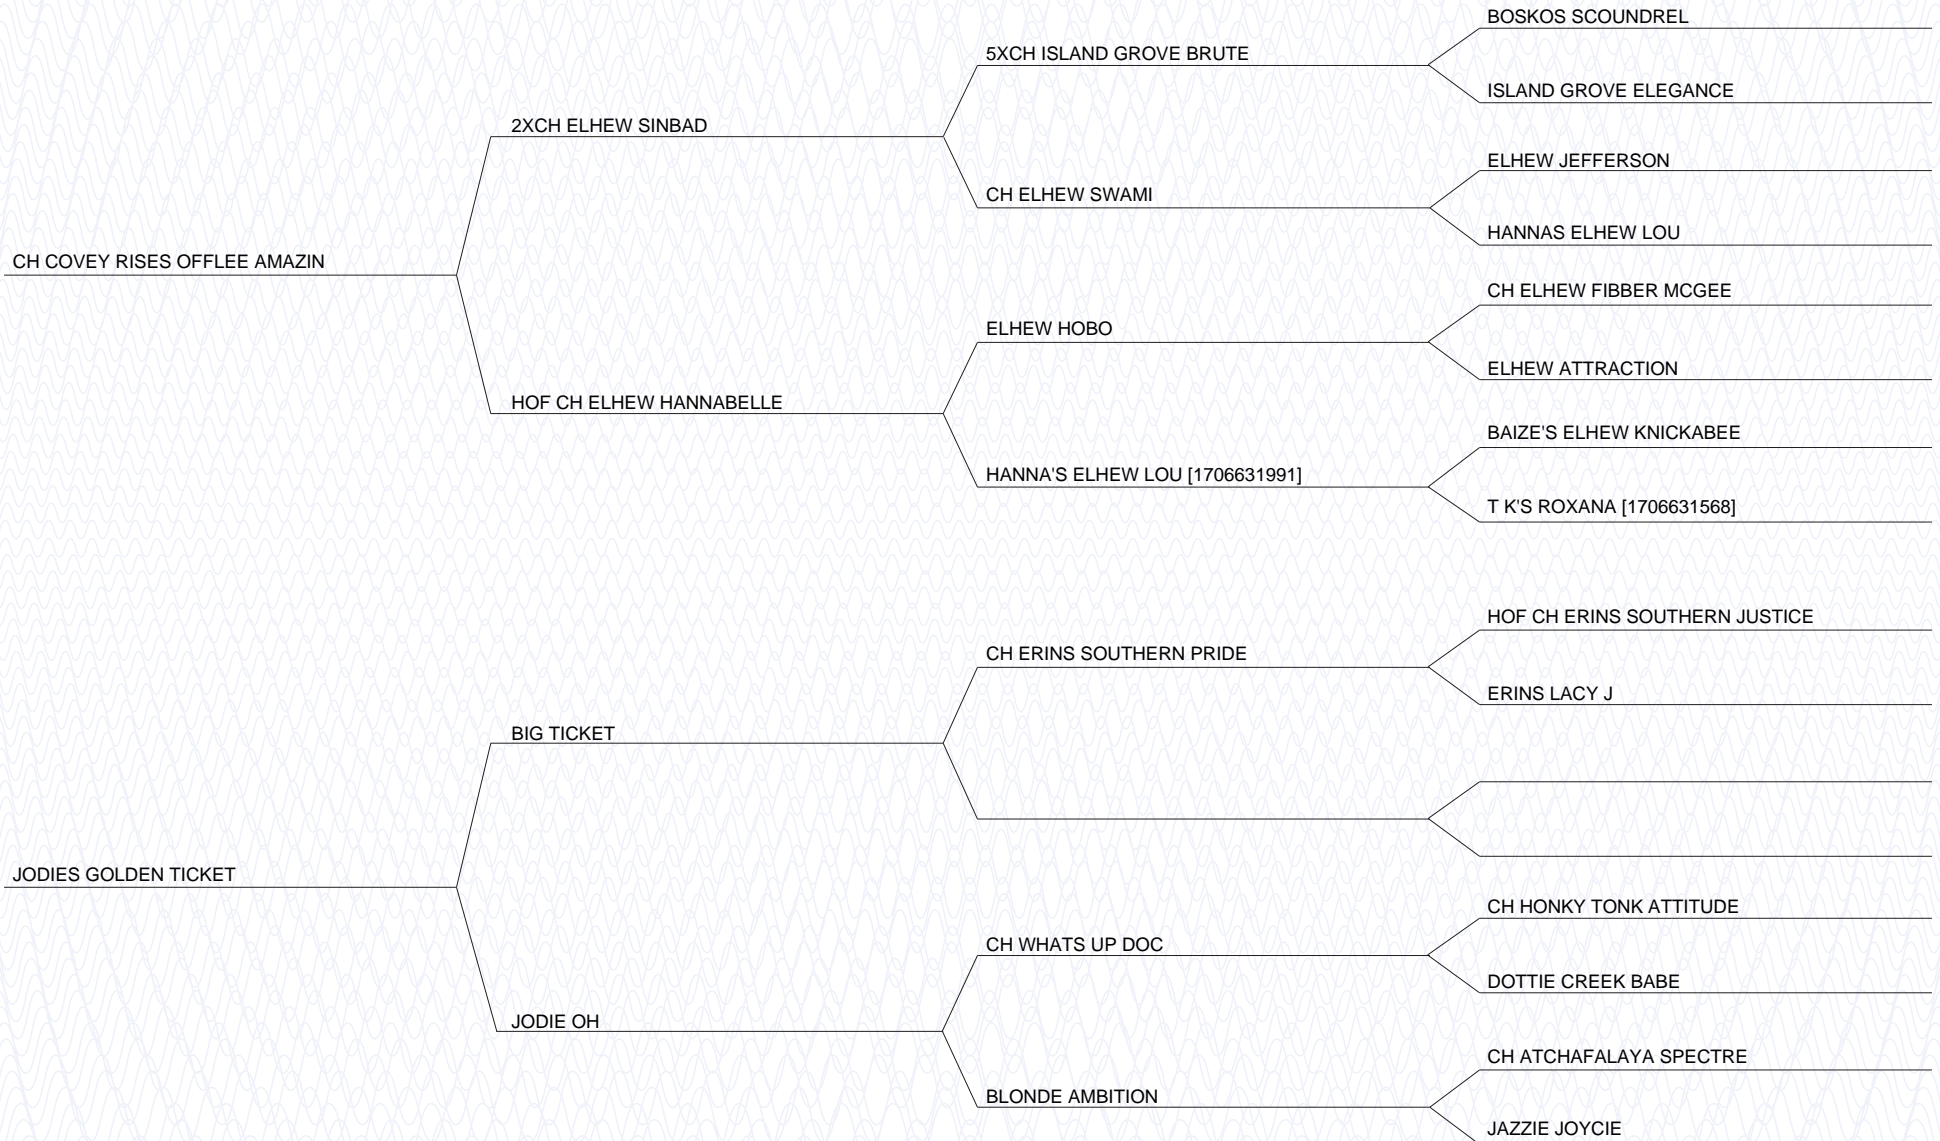 BOSKOS SCOUNDREL
5XCH ISLAND GROVE BRUTE
ISLAND GROVE ELEGANCE
2XCH ELHEW SINBAD
ELHEW JEFFERSON
CH ELHEW SWAMI
HANNAS ELHEW LOU
CH COVEY RISES OFFLEE AMAZIN
CH ELHEW FIBBER MCGEE
ELHEW HOBO
ELHEW ATTRACTION
HOF CH ELHEW HANNABELLE
BAIZE'S ELHEW KNICKABEE
HANNA'S ELHEW LOU [1706631991]
T K'S ROXANA [1706631568]
HOF CH ERINS SOUTHERN JUSTICE
CH ERINS SOUTHERN PRIDE
ERINS LACY J
BIG TICKET
JODIES GOLDEN TICKET
CH HONKY TONK ATTITUDE
CH WHATS UP DOC
DOTTIE CREEK BABE
JODIE OH
CH ATCHAFALAYA SPECTRE
BLONDE AMBITION
JAZZIE JOYCIE